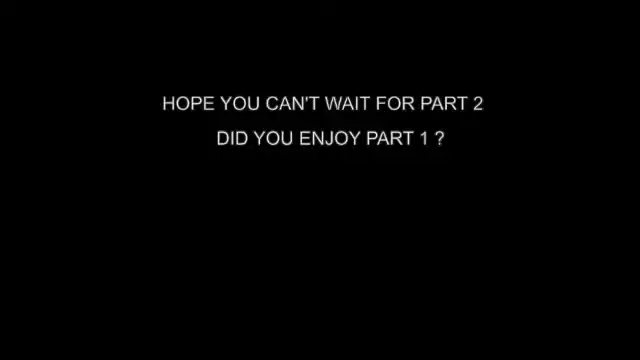 HOPE YOU CAN'T WAIT FOR PART 2
DID YOU ENJOY PART 1 ?